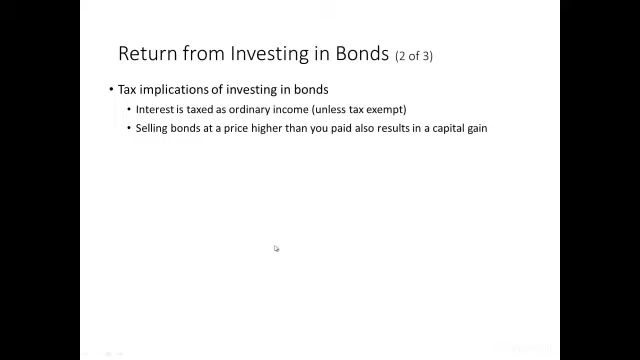 Return from Investing in Bonds (2 of 3)
• Tax implications of investing in bonds
• Interest is taxed as ordinary income (unless tax exempt)
• Selling bonds at a price higher than you paid also results in a capital gain